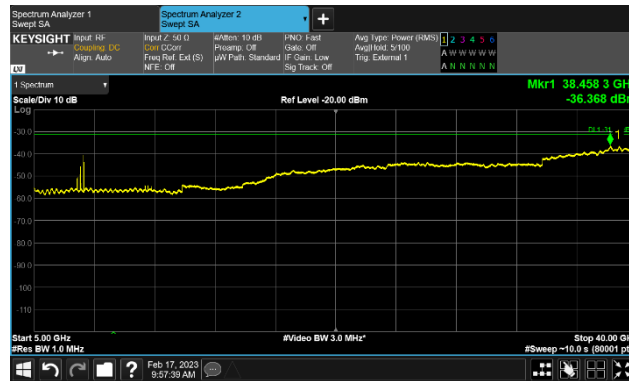 Spectrum Analyzer 1
Swept SA
Spectrum Analyzer 2
Swept SA
+
KEYSIGHT
Input: RF
Coupling: DC
Align: Auto
Input Z: 50 Ω
Corr CCorr
Freq Ref: Ext (S)
NFE: Off
#Atten: 10 dB
Preamp: Off
µW Path: Standard
PNO: Fast
Gate: Off
IF Gain: Low
Sig Track: Off
Avg Type: Power (RMS)
Avg|Hold: 5/100
Trig: External 1
1 2 3 4 5 6
A W W W W W
A N N N N N
LXI
1 Spectrum
Scale/Div 10 dB
Ref Level -20.00 dBm
Mkr1 38.458 3 GH
-36.368 dBr
Log
-30.0
-40.0
-50.0
-60.0
-70.0
-80.0
-90.0
-100
-110
1
Start 5.00 GHz
#Res BW 1.0 MHz
#Video BW 3.0 MHz*
Stop 40.00 G
#Sweep ~10.0 s (80001 pt
?
Feb 17, 2023
9:57:39 AM